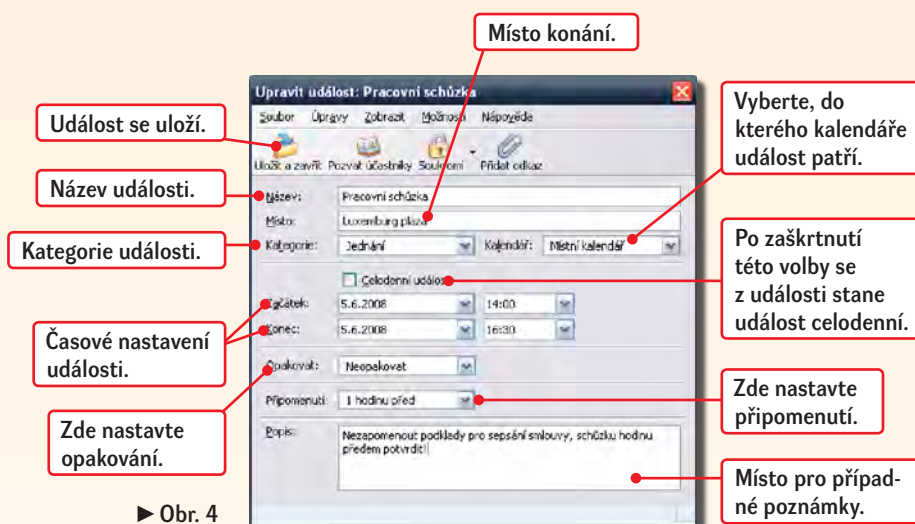 Místo konání.
Upravit událost: Pracovní schůzka
Soubor Úpravy Zobrazit Možnosti Nápověda
Uložit a zavřít Pozvat účastníky Soukromí Přidat odkaz
Událost se uloží.
Vyberte, do
kterého kalendáře
událost patří.
Název události.
Název: Pracovní schůzka
Místo: Luxemburg plaza
Kategorie události.
Kategorie: Jednání Kalendář: Místní kalendář
Celodenní událost
Po zaškrtnutí
této volby se
z události stane
událost celodenní.
Začátek: 5.6.2008 14:00
Konec: 5.6.2008 16:30
Časové nastavení
události.
Opakovat: Neopakovat
Připomenutí: 1 hodinu před
Zde nastavte
připomenutí.
Zde nastavte
opakování.
Popis: Nezapomenout podklady pro sepsání smlouvy, schůzku hodinu
předem potvrdit!
Místo pro případ-
né poznámky.
► Obr. 4